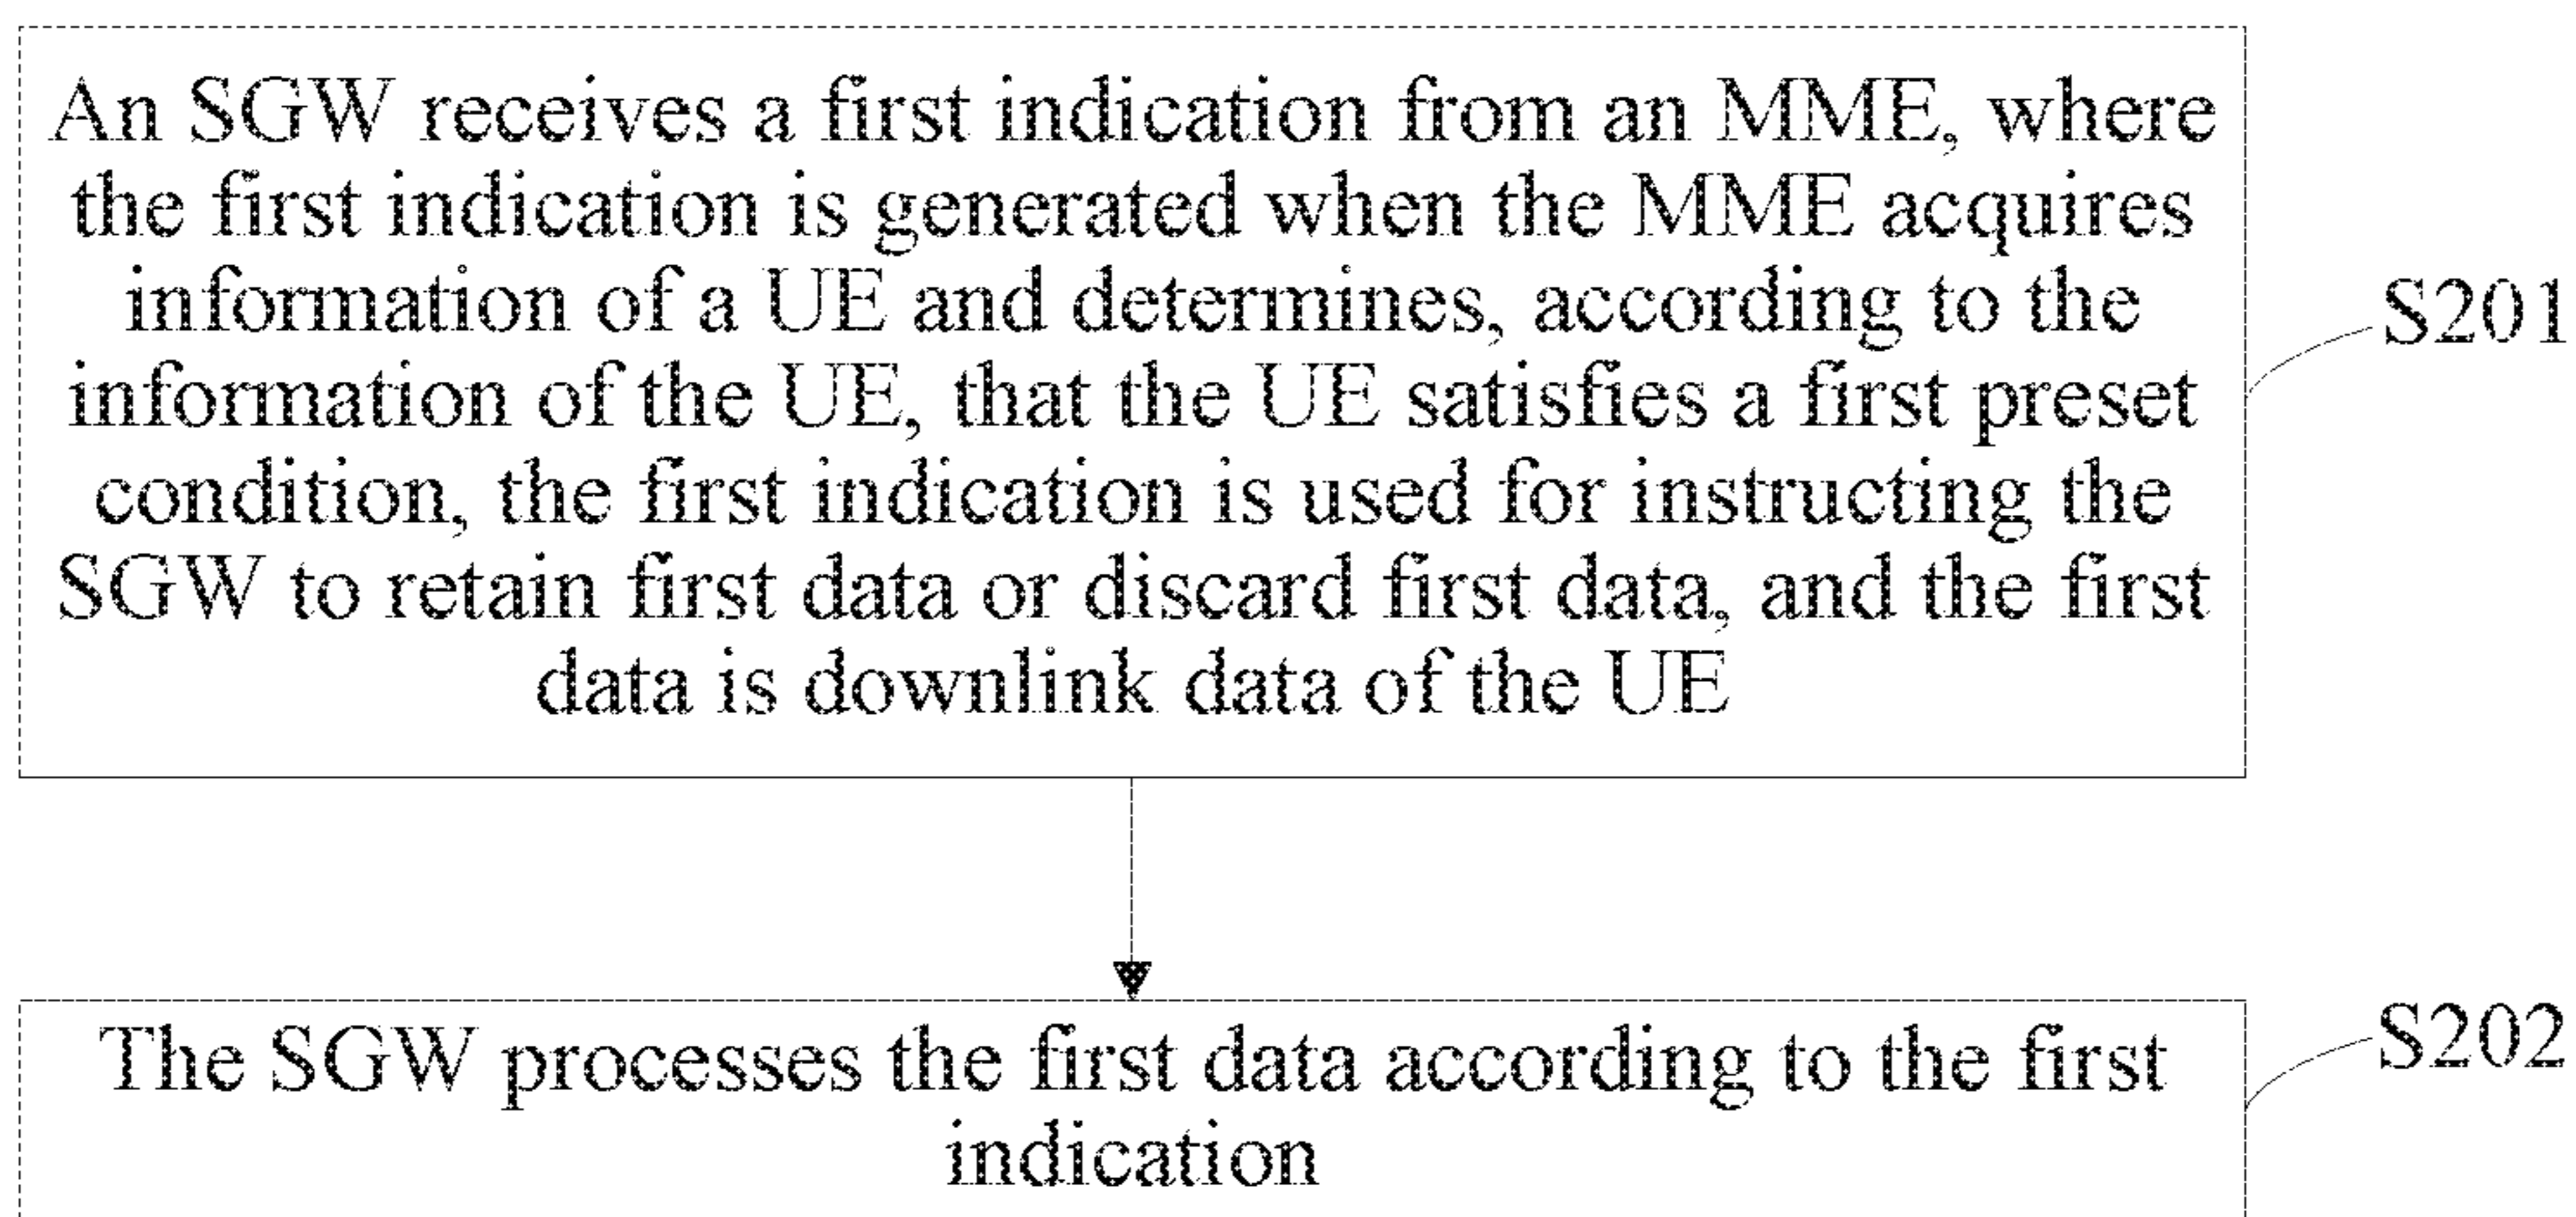 An SGW receives a first indication from an MME, where
the first indication is generated when the MME acquires
information of a UE and determines, according to the
information of the UE, that the UE satisfies a first preset
condition, the first indication is used for instructing the
SGW to retain first data or discard first data, and the first
data is downlink data of the UE
S201
The SGW processes the first data according to the first
indication
S202